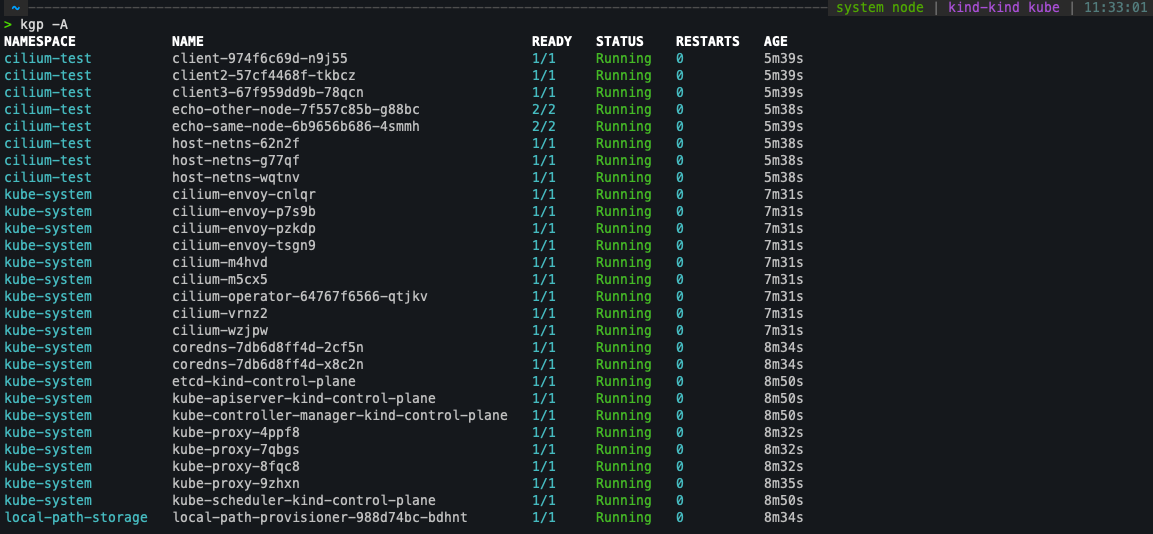 ~ system node | kind-kind kube | 11:33:01
> kgp -A
NAMESPACE NAME READY STATUS RESTARTS AGE
cilium-test client-974f6c69d-n9j55 1/1 Running 0 5m39s
cilium-test client2-57cf4468f-tkbcz 1/1 Running 0 5m39s
cilium-test client3-67f959dd9b-78qcn 1/1 Running 0 5m39s
cilium-test echo-other-node-7f557c85b-g88bc 2/2 Running 0 5m38s
cilium-test echo-same-node-6b9656b686-4smmh 2/2 Running 0 5m39s
cilium-test host-netns-62n2f 1/1 Running 0 5m38s
cilium-test host-netns-g77qf 1/1 Running 0 5m38s
cilium-test host-netns-wqtnv 1/1 Running 0 5m38s
kube-system cilium-envoy-cnlqr 1/1 Running 0 7m31s
kube-system cilium-envoy-p7s9b 1/1 Running 0 7m31s
kube-system cilium-envoy-pzkdp 1/1 Running 0 7m31s
kube-system cilium-envoy-tsgn9 1/1 Running 0 7m31s
kube-system cilium-m4hvd 1/1 Running 0 7m31s
kube-system cilium-m5cx5 1/1 Running 0 7m31s
kube-system cilium-operator-64767f6566-qtjkv 1/1 Running 0 7m31s
kube-system cilium-vrnz2 1/1 Running 0 7m31s
kube-system cilium-wzjpw 1/1 Running 0 7m31s
kube-system coredns-7db6d8ff4d-2cf5n 1/1 Running 0 8m34s
kube-system coredns-7db6d8ff4d-x8c2n 1/1 Running 0 8m34s
kube-system etcd-kind-control-plane 1/1 Running 0 8m50s
kube-system kube-apiserver-kind-control-plane 1/1 Running 0 8m50s
kube-system kube-controller-manager-kind-control-plane 1/1 Running 0 8m50s
kube-system kube-proxy-4ppf8 1/1 Running 0 8m32s
kube-system kube-proxy-7qbgs 1/1 Running 0 8m32s
kube-system kube-proxy-8fqc8 1/1 Running 0 8m32s
kube-system kube-proxy-9zhxn 1/1 Running 0 8m35s
kube-system kube-scheduler-kind-control-plane 1/1 Running 0 8m50s
local-path-storage local-path-provisioner-988d74bc-bdhnt 1/1 Running 0 8m34s